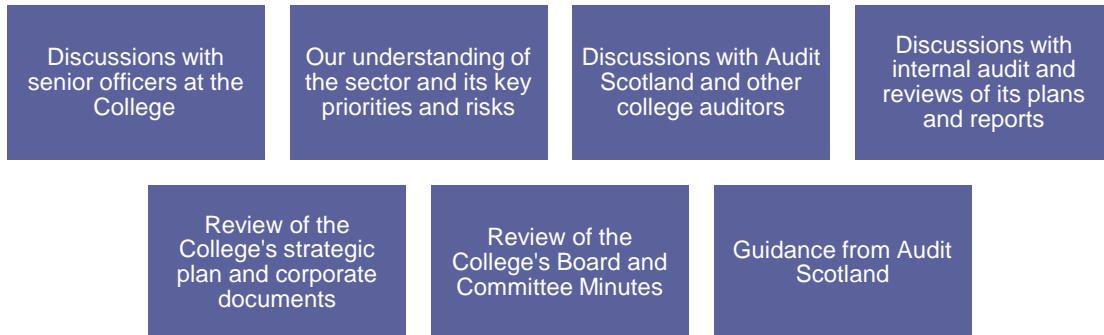 Discussions with
senior officers at the
College
Our understanding of
the sector and its key
priorities and risks
Discussions with Audit
Scotland and other
college auditors
Discussions with
internal audit and
reviews of its plans
and reports
Review of the
College's strategic
plan and corporate
documents
Review of the
College's Board and
Committee Minutes
Guidance from Audit
Scotland